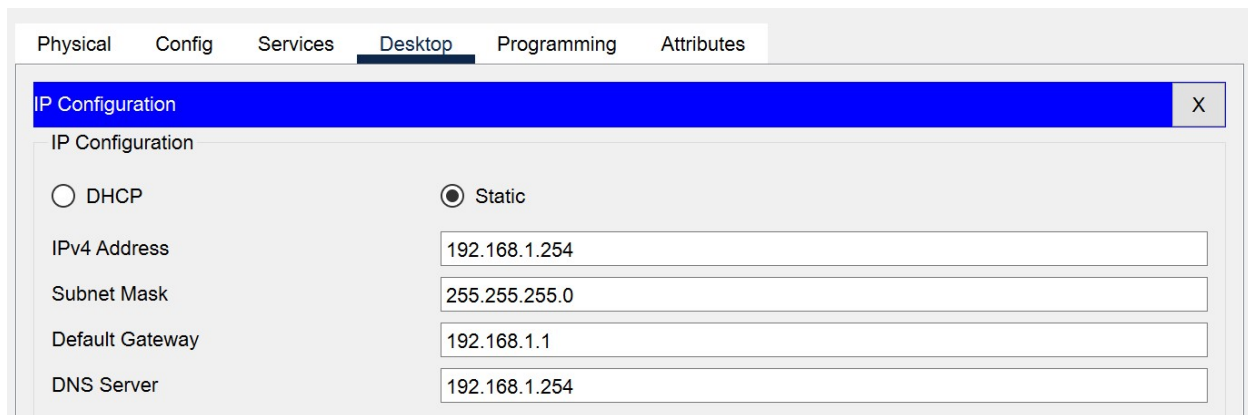 Physical Config Services Desktop Programming Attributes
IP Configuration X
IP Configuration
DHCP Static
IPv4 Address 192.168.1.254
Subnet Mask 255.255.255.0
Default Gateway 192.168.1.1
DNS Server 192.168.1.254